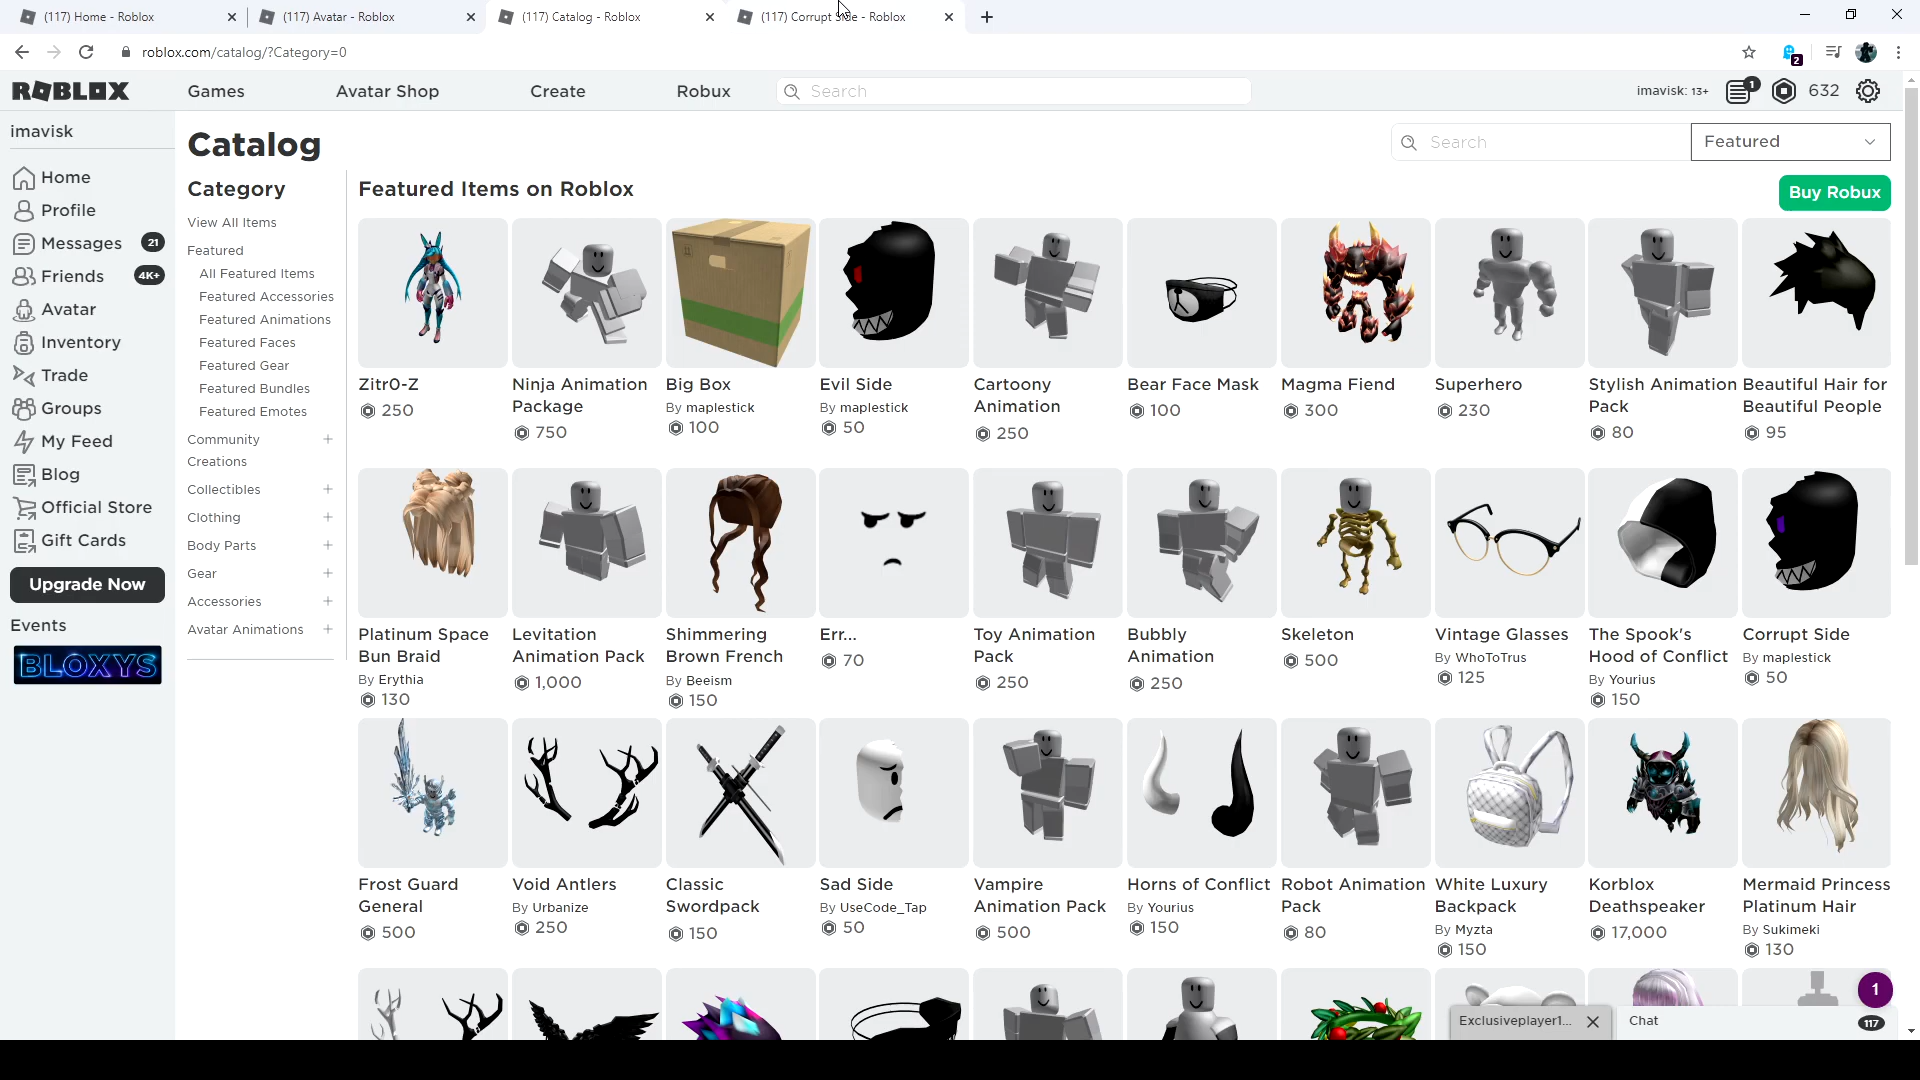 (117) Home - Roblox
(117) Avatar - Roblox
(117) Catalog - Roblox
(117) Corrupt Side - Roblox
roblox.com/catalog/?Category=0
2
ROBLOX
Games
Avatar Shop
Create
Robux
Search
imavisk: 13+
1
632
imavisk
Home
Profile
Messages 21
Friends 4K+
Avatar
Inventory
Trade
Groups
My Feed
Blog
Official Store
Gift Cards
Upgrade Now
Events
BLOXYS
Catalog
Search
Featured
Category
View All Items
Featured
All Featured Items
Featured Accessories
Featured Animations
Featured Faces
Featured Gear
Featured Bundles
Featured Emotes
Community +
Creations
Collectibles +
Clothing +
Body Parts +
Gear +
Accessories +
Avatar Animations +
Featured Items on Roblox
Buy Robux
Zitr0-Z
250
Ninja Animation
Package
750
Big Box
By maplestick
100
Evil Side
By maplestick
50
Cartoony
Animation
250
Bear Face Mask
100
Magma Fiend
300
Superhero
230
Stylish Animation
Pack
80
Beautiful Hair for
Beautiful People
95
Platinum Space
Bun Braid
By Erythia
130
Levitation
Animation Pack
1,000
Shimmering
Brown French
By Beeism
150
Err...
70
Toy Animation
Pack
250
Bubbly
Animation
250
Skeleton
500
Vintage Glasses
By WhoToTrus
125
The Spook's
Hood of Conflict
By Yourius
150
Corrupt Side
By maplestick
50
Frost Guard
General
500
Void Antlers
By Urbanize
250
Classic
Swordpack
150
Sad Side
By UseCode_Tap
50
Vampire
Animation Pack
500
Horns of Conflict
By Yourius
150
Robot Animation
Pack
80
White Luxury
Backpack
By Myzta
150
Korblox
Deathspeaker
17,000
Mermaid Princess
Platinum Hair
By Sukimeki
130
1
Exclusiveplayer1...
Chat
117